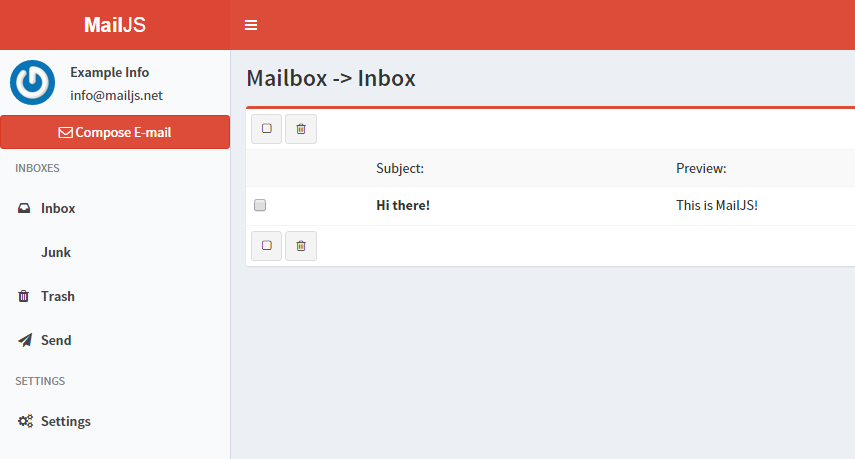 MailJS
Example Info
info@mailjs.net
Compose E-mail
INBOXES
Inbox
Junk
Trash
Send
SETTINGS
Settings
Mailbox -> Inbox
Subject: Preview:
Hi there! This is MailJS!